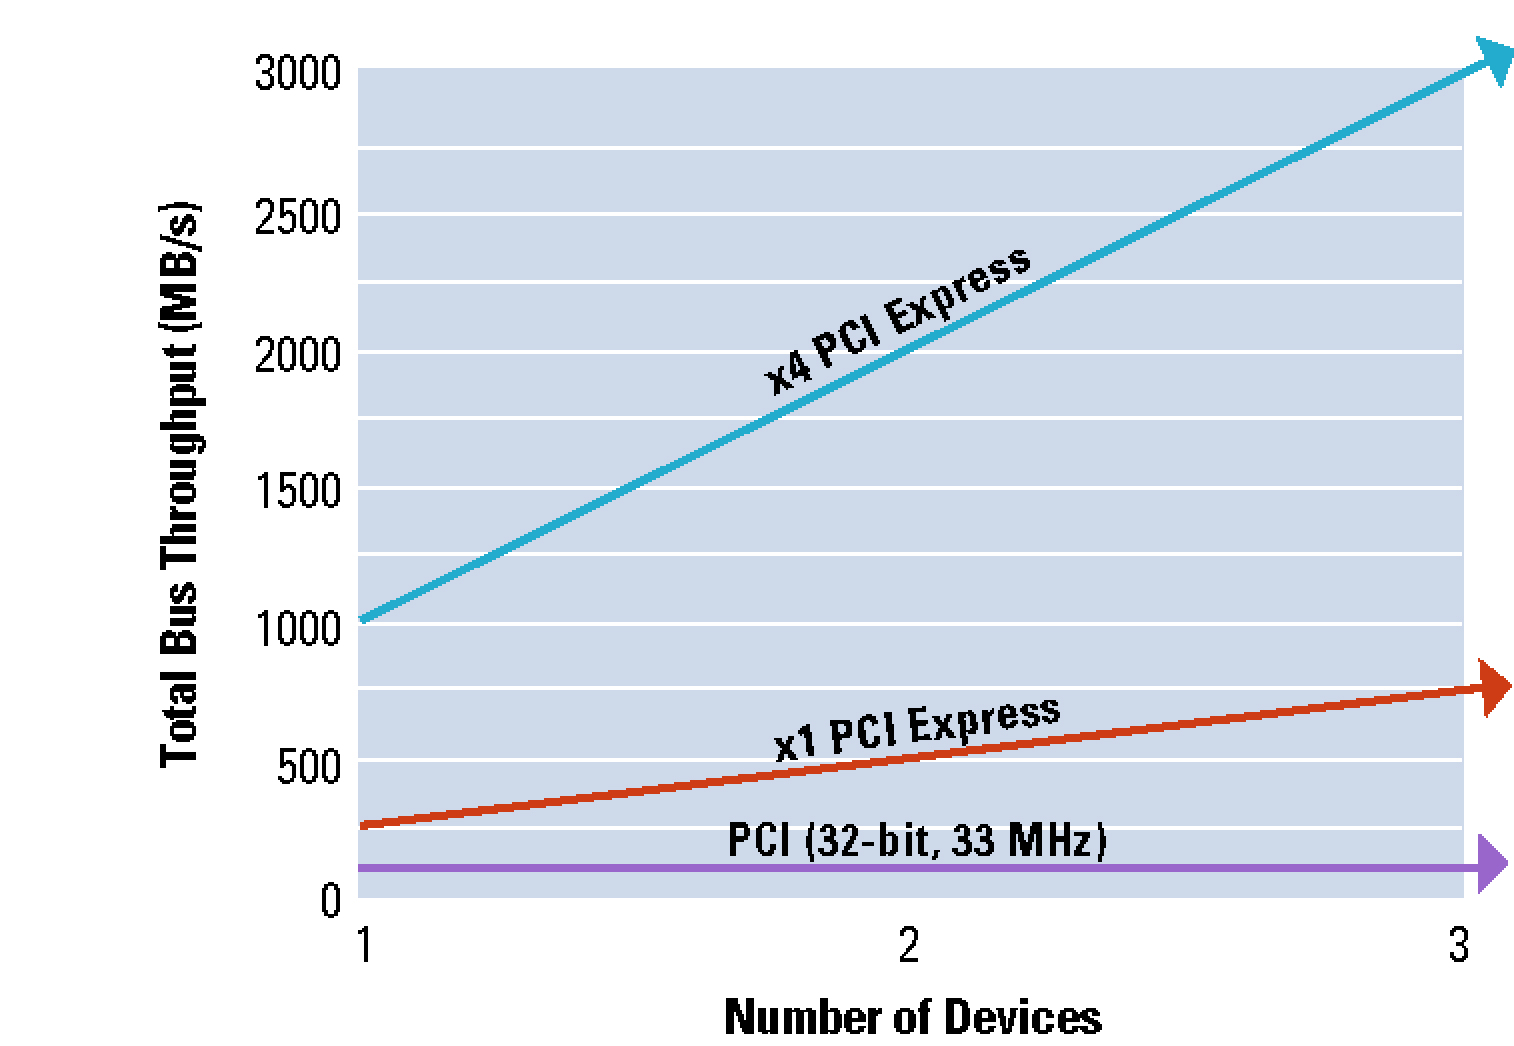 3000
2500
2000
1500
1000
500
0
Total Bus Throughput (MB/s)
x4 PCI Express
x1 PCI Express
PCI (32-bit, 33 MHz)
1 2 3
Number of Devices